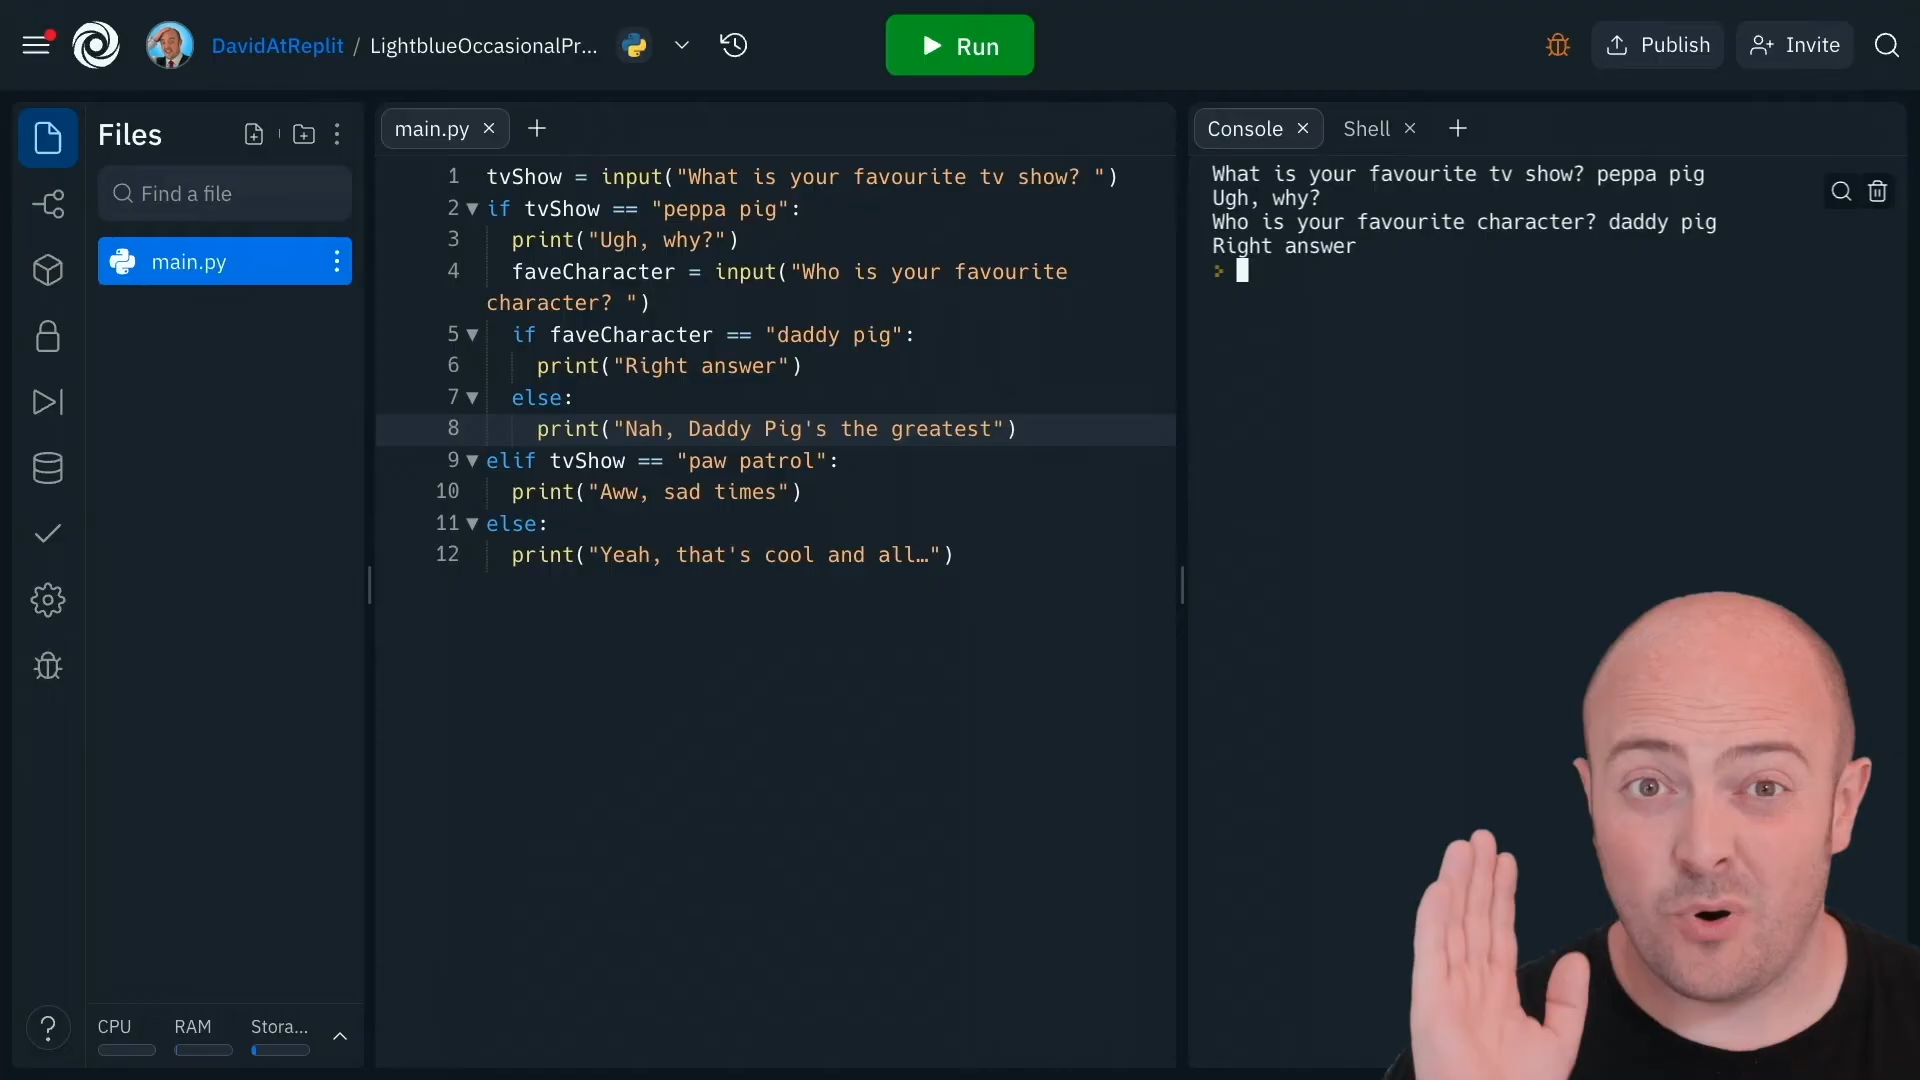 DavidAtReplit / LightblueOccasionalPr...
Run
Publish
Invite
Files
Find a file
main.py
CPU RAM Stora...
main.py
1 tvShow = input("What is your favourite tv show? ")
2 if tvShow == "peppa pig":
3 print("Ugh, why?")
4 faveCharacter = input("Who is your favourite
character? ")
5 if faveCharacter == "daddy pig":
6 print("Right answer")
7 else:
8 print("Nah, Daddy Pig's the greatest")
9 elif tvShow == "paw patrol":
10 print("Aww, sad times")
11 else:
12 print("Yeah, that's cool and all…")
Console
Shell
What is your favourite tv show? peppa pig
Ugh, why?
Who is your favourite character? daddy pig
Right answer